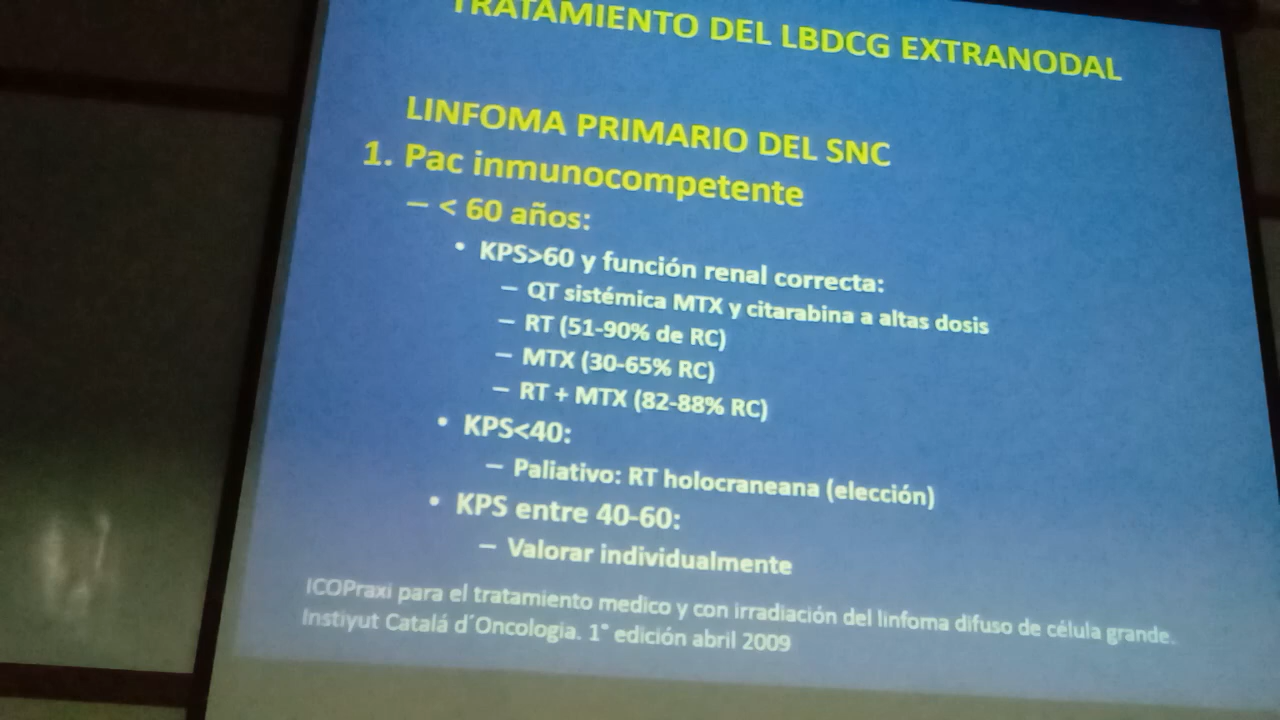 TRATAMIENTO DEL LBDCG EXTRANODAL
LINFOMA PRIMARIO DEL SNC
1. Pac inmunocompetente
– < 60 años:
• KPS>60 y función renal correcta:
– QT sistémica MTX y citarabina a altas dosis
– RT (51-90% de RC)
– MTX (30-65% RC)
– RT + MTX (82-88% RC)
• KPS<40:
– Paliativo: RT holocraneana (elección)
• KPS entre 40-60:
– Valorar individualmente
ICOPraxi para el tratamiento medico y con irradiación del linfoma difuso de célula grande.
Instiyut Catalá d´Oncologia. 1° edición abril 2009